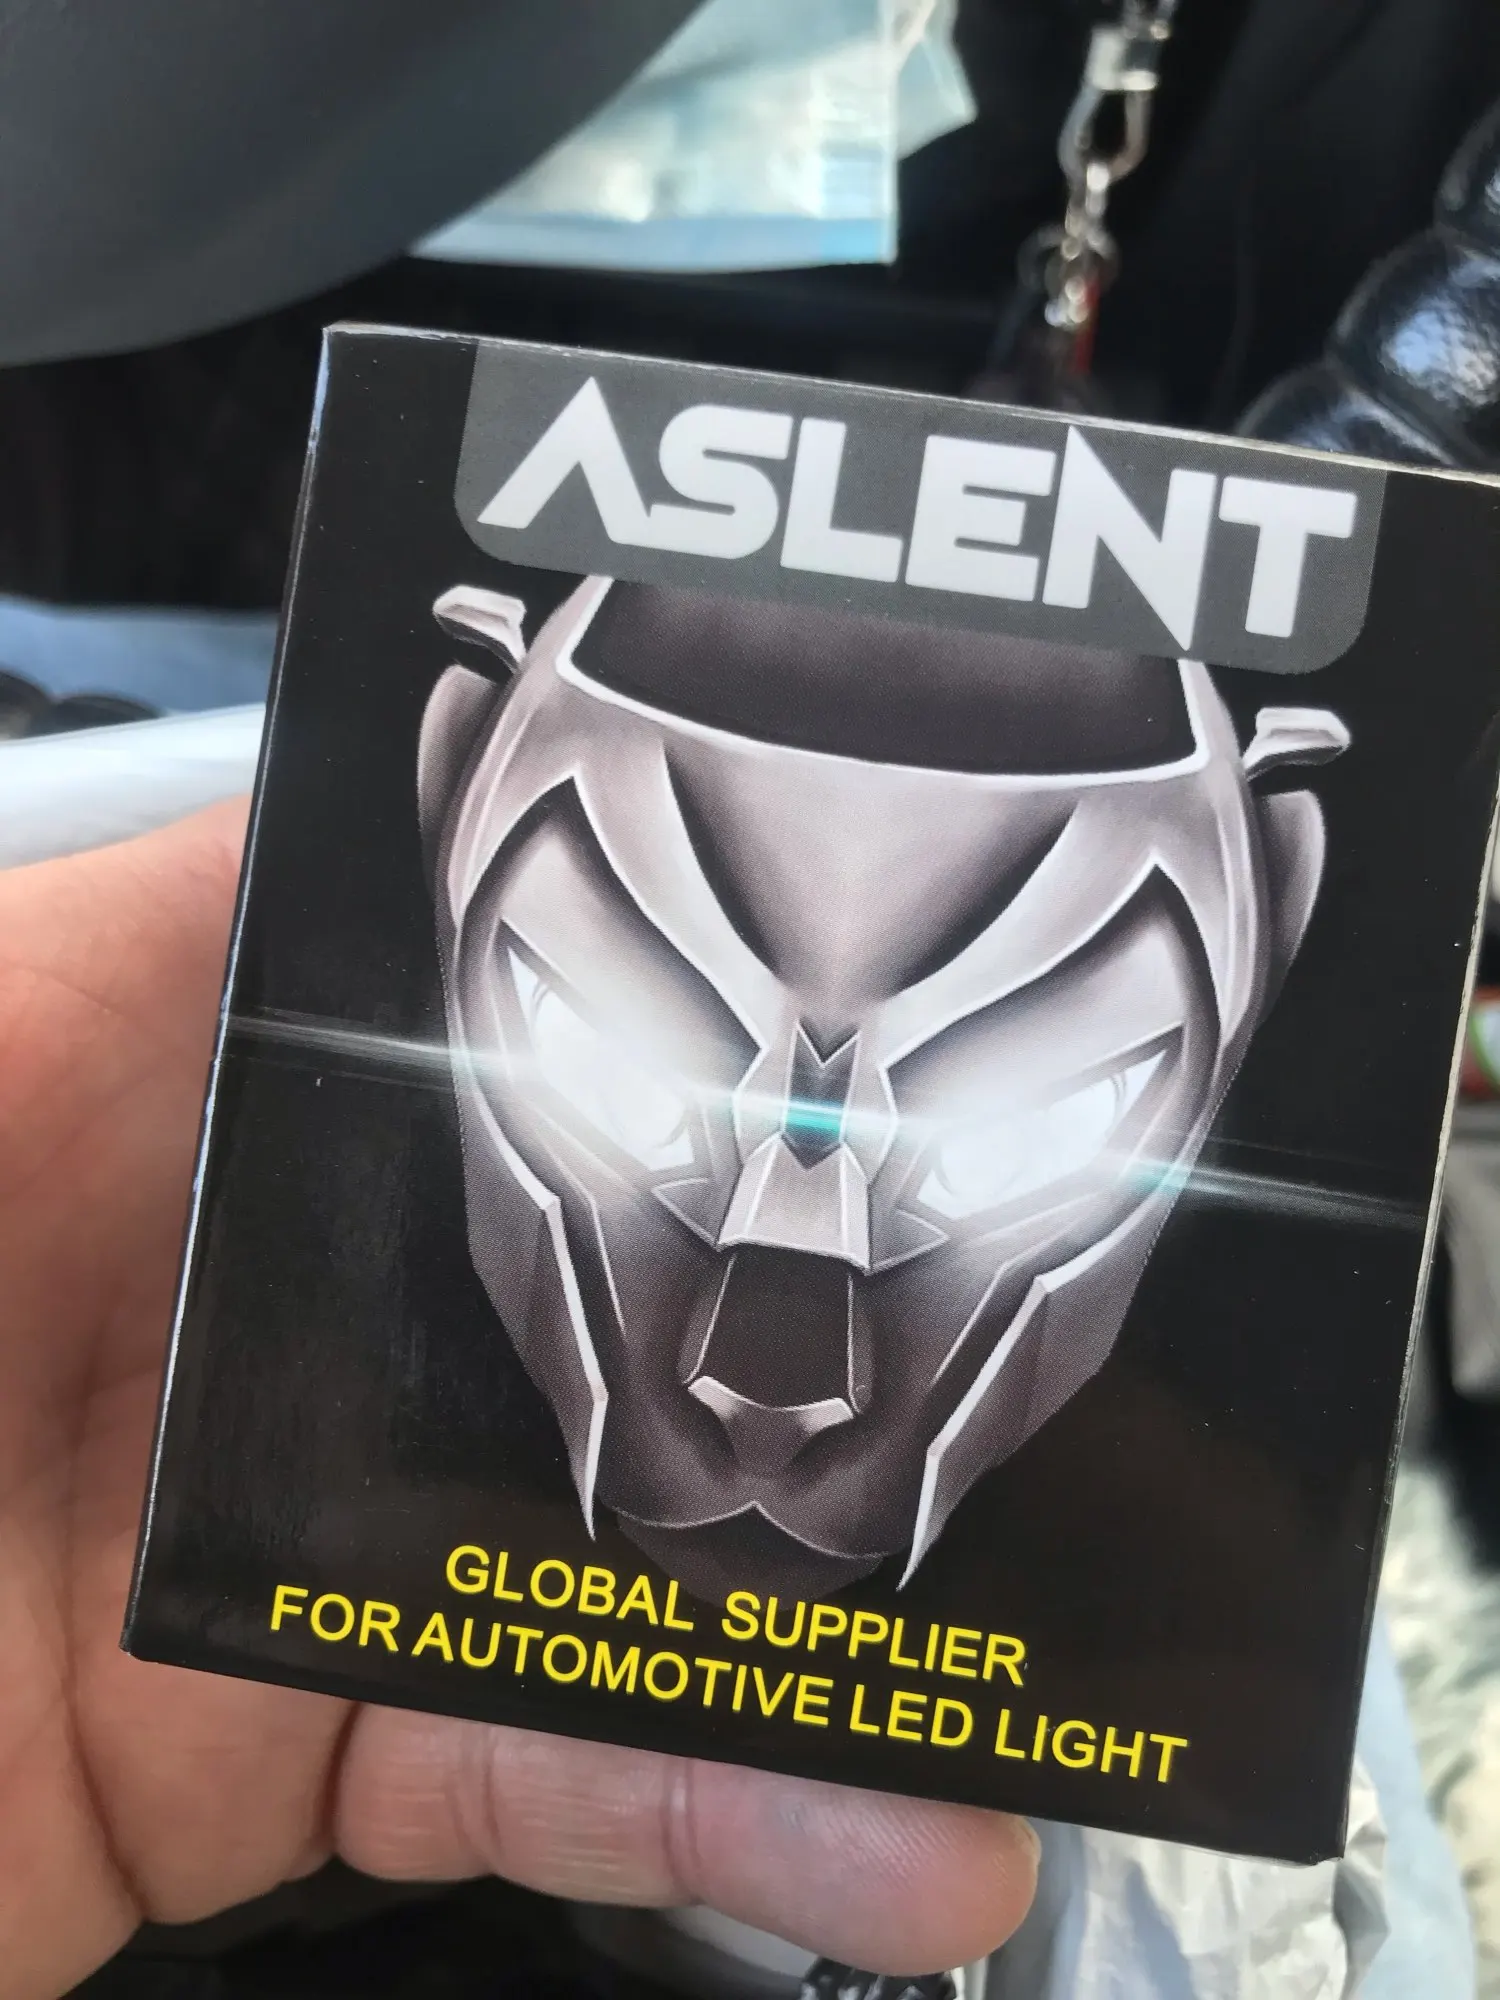 ASLENT
GLOBAL SUPPLIER
FOR AUTOMOTIVE LED LIGHT